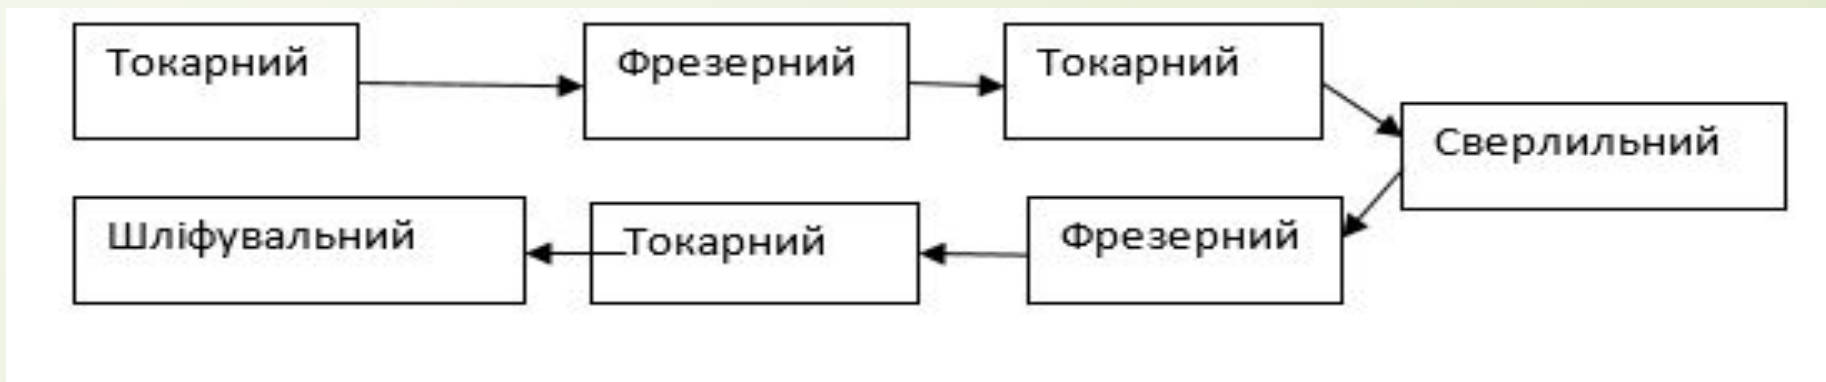 Токарний
Фрезерний
Токарний
Сверлильний
Фрезерний
Токарний
Шліфувальний